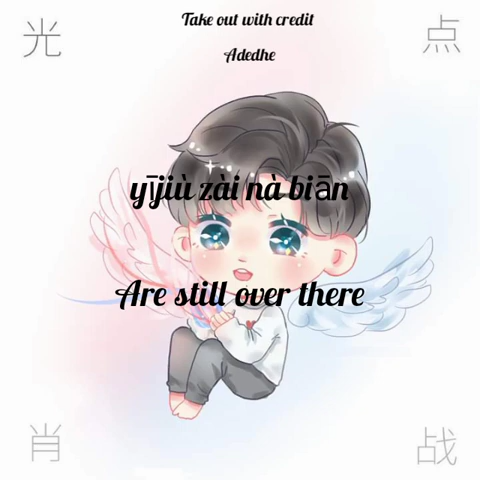 Take out with credit
光
点
Adedhe
yījiù zài nà biān
Are still over there
肖
战